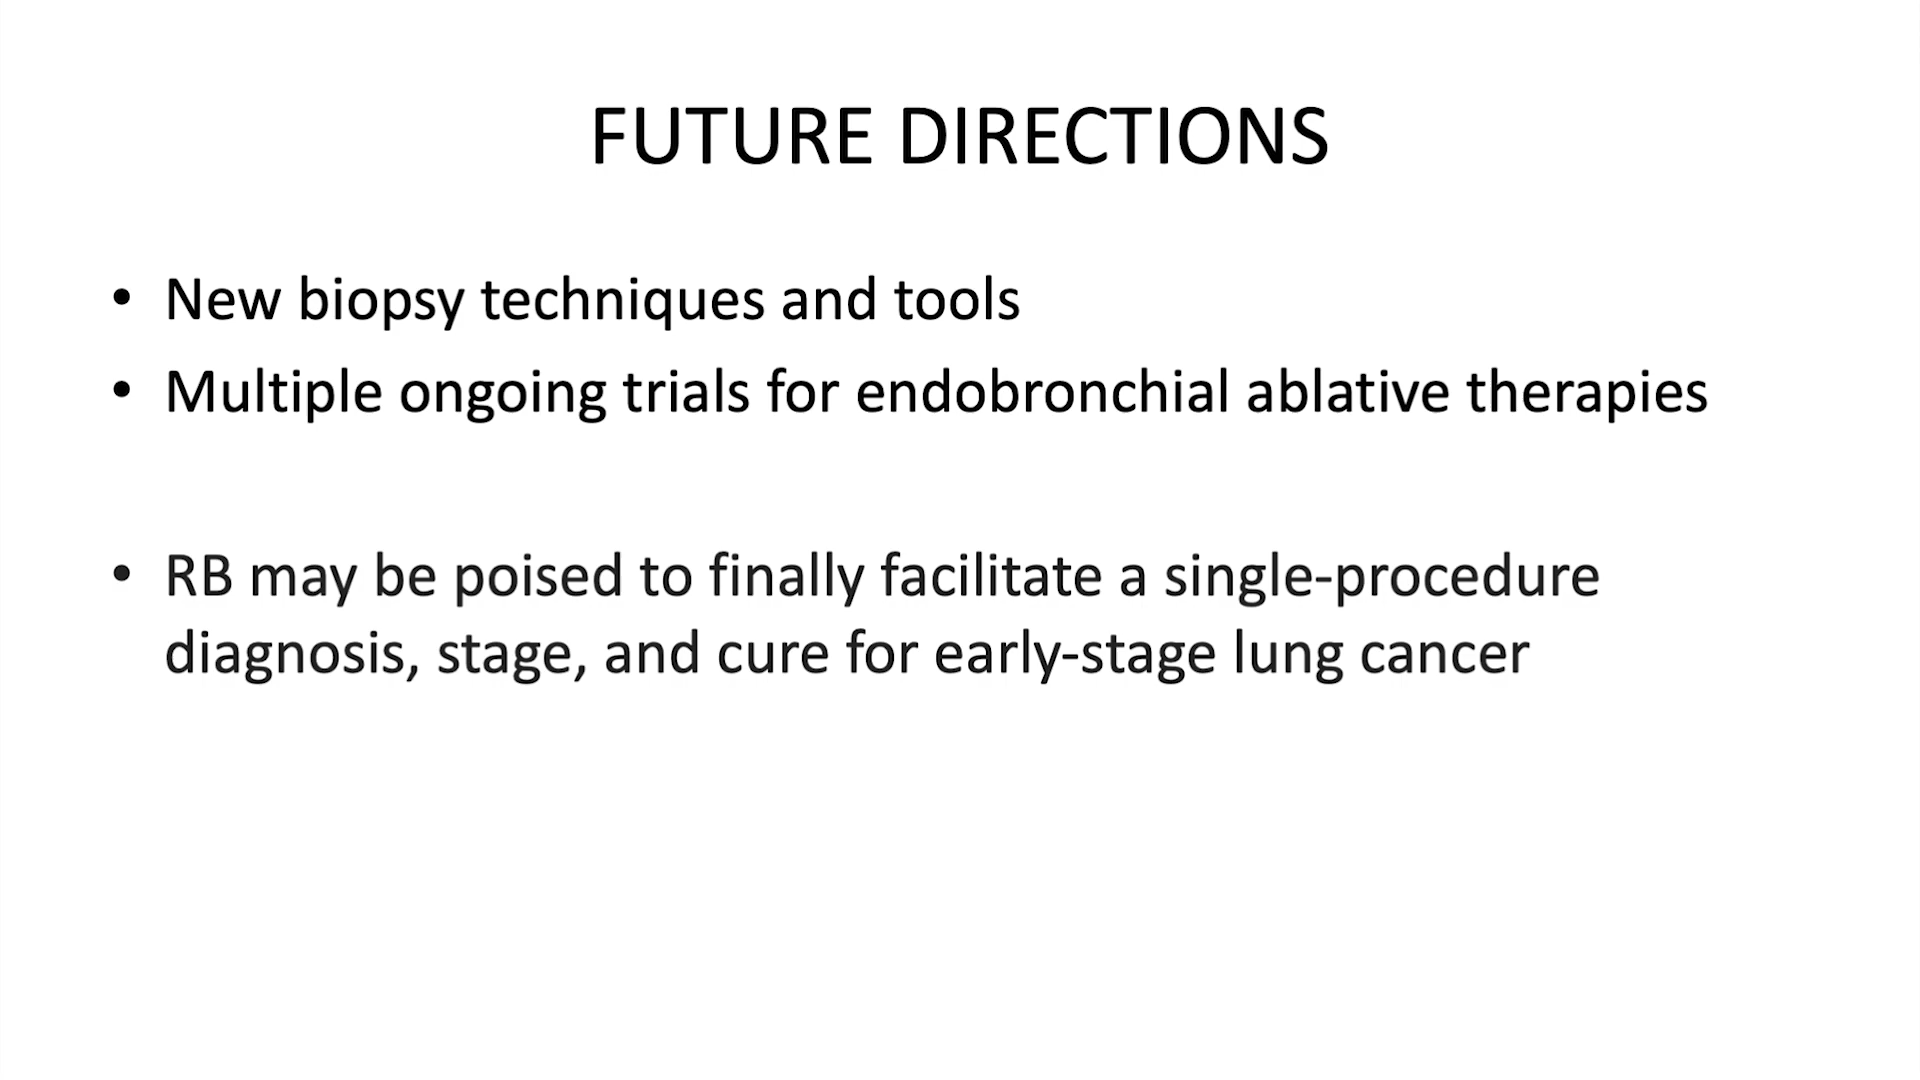 FUTURE DIRECTIONS
• New biopsy techniques and tools
• Multiple ongoing trials for endobronchial ablative therapies
• RB may be poised to finally facilitate a single-procedure
diagnosis, stage, and cure for early-stage lung cancer